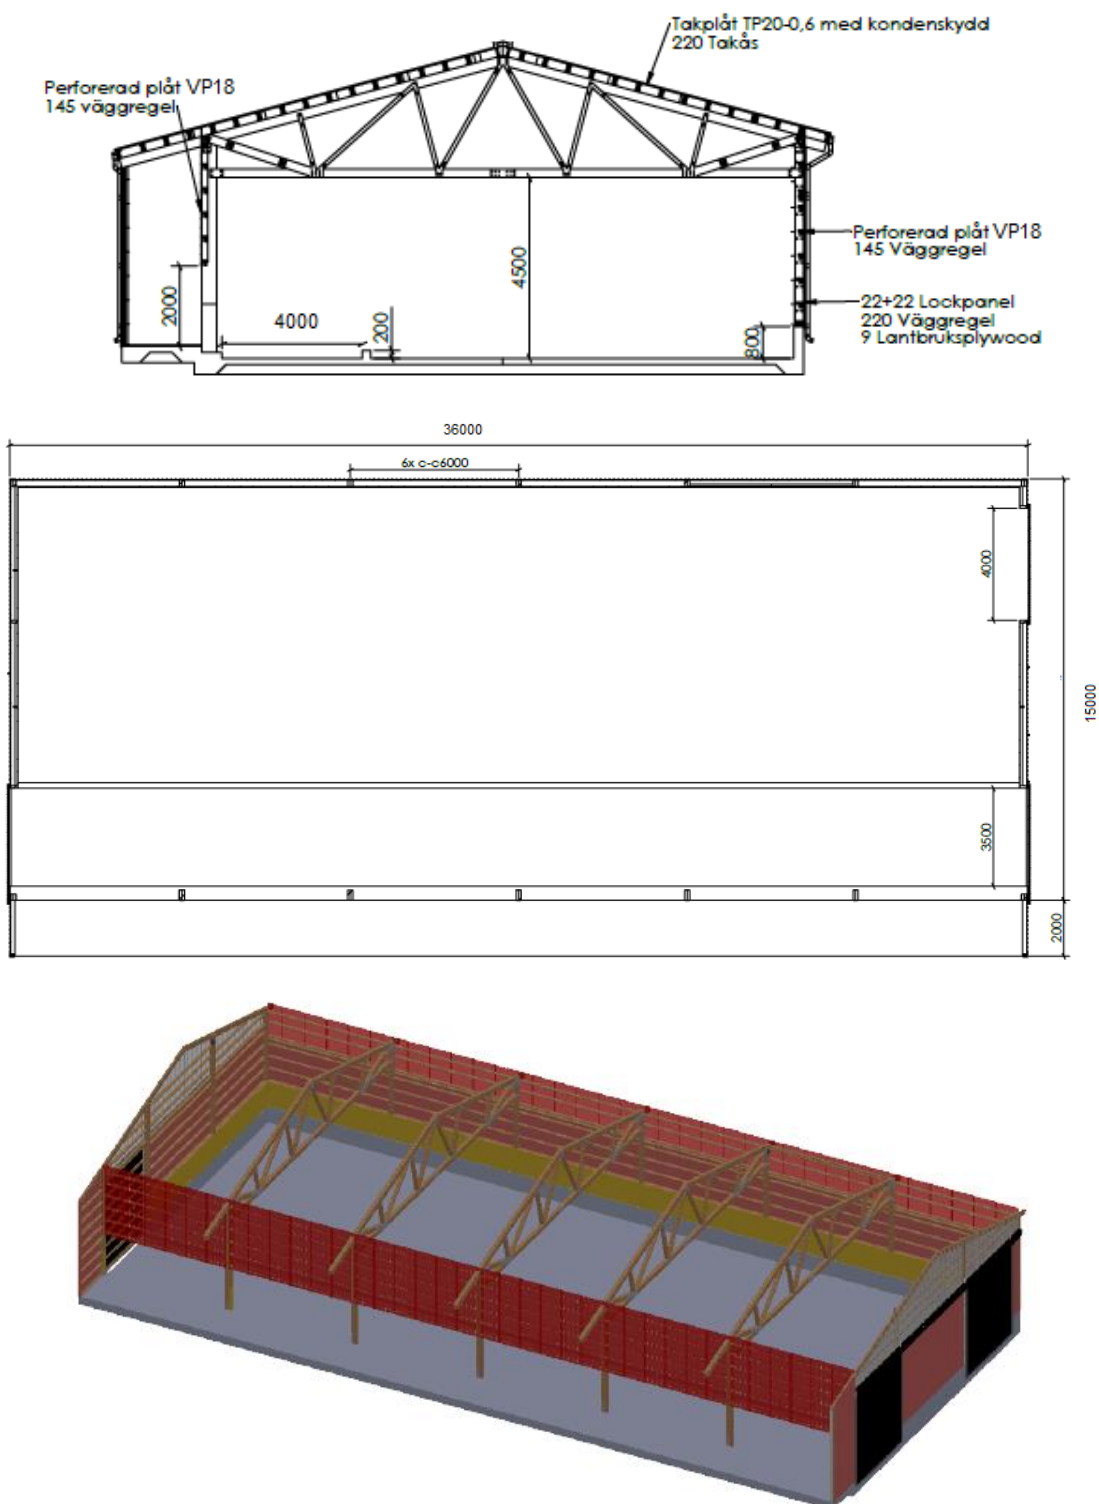 Takplåt TP20-0,6 med kondenskydd
220 Takås
Perforerad plåt VP18
145 väggregel
Perforerad plåt VP18
145 Väggregel
4500
2000
4000
200
800
22+22 Lockpanel
220 Väggregel
9 Lantbruksplywood
36000
6x c-c6000
4000
15000
3500
2000